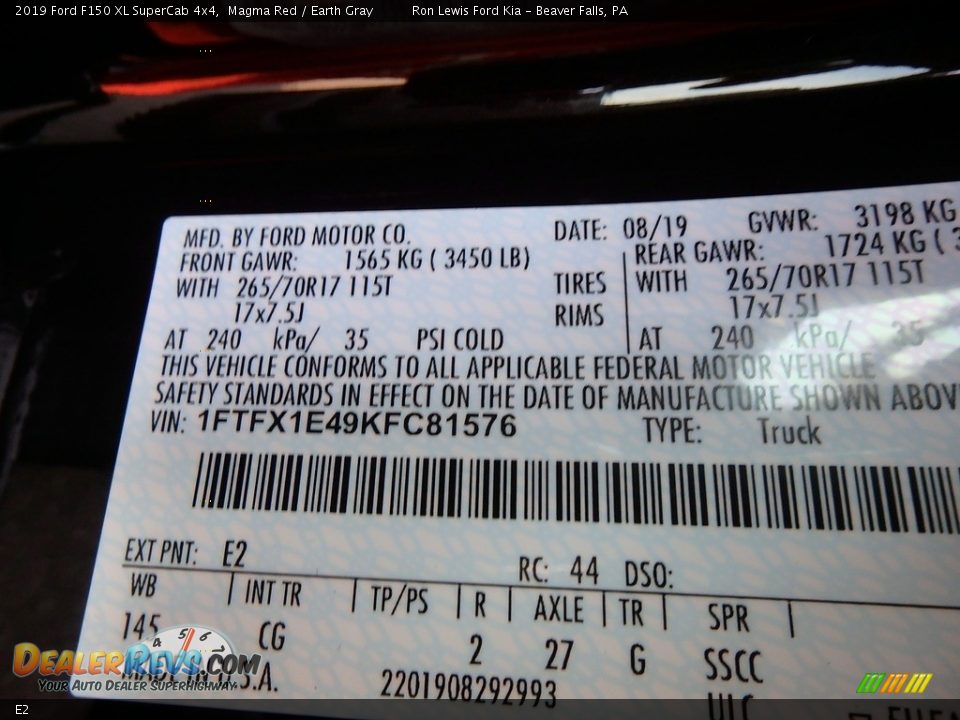 2019 Ford F150 XL SuperCab 4x4, Magma Red / Earth Gray Ron Lewis Ford Kia - Beaver Falls, PA
MFD. BY FORD MOTOR CO. DATE: 08/19 GVWR: 3198 KG
FRONT GAWR: 1565 KG ( 3450 LB) REAR GAWR: 1724 KG (
WITH 265/70R17 115T TIRES WITH 265/70R17 115T
17x7.5J RIMS 17x7.5J
AT 240 kPa/ 35 PSI COLD AT 240 kPa/ 35
THIS VEHICLE CONFORMS TO ALL APPLICABLE FEDERAL MOTOR VEHICLE
SAFETY STANDARDS IN EFFECT ON THE DATE OF MANUFACTURE SHOWN ABOV
VIN: 1FTFX1E49KFC81576 TYPE: Truck
EXT PNT: E2 RC: 44 DSO:
WB INT TR TP/PS R AXLE TR SPR
145 CG 2 27 G SSCC
MADE IN U.S.A. 2201908292993
DEALERREVS.COM
YOUR AUTO DEALER SUPERHIGHWAY
4 5 6
E2